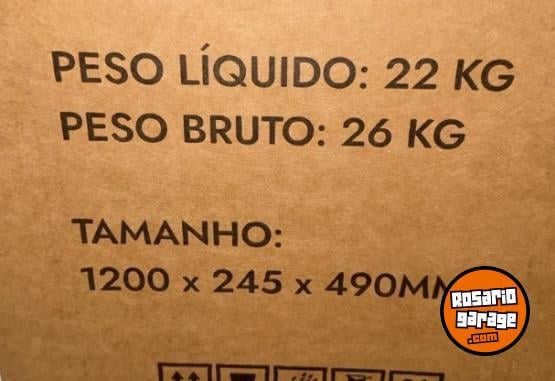 PESO LÍQUIDO: 22 KG
PESO BRUTO: 26 KG
TAMANHO:
1200 x 245 x 490MM
ROSARIO
GARAGE
.COM